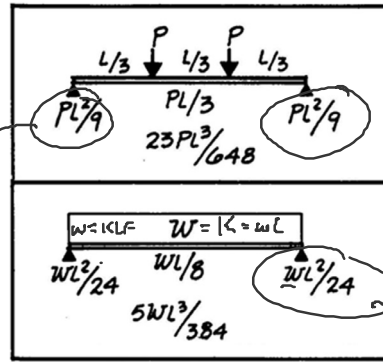 P P
L/3 L/3 L/3
PL/3
PL²/9 PL²/9
23PL³/648
w=KLF W=K=wL
WL/8
WL²/24 WL²/24
5WL³/384